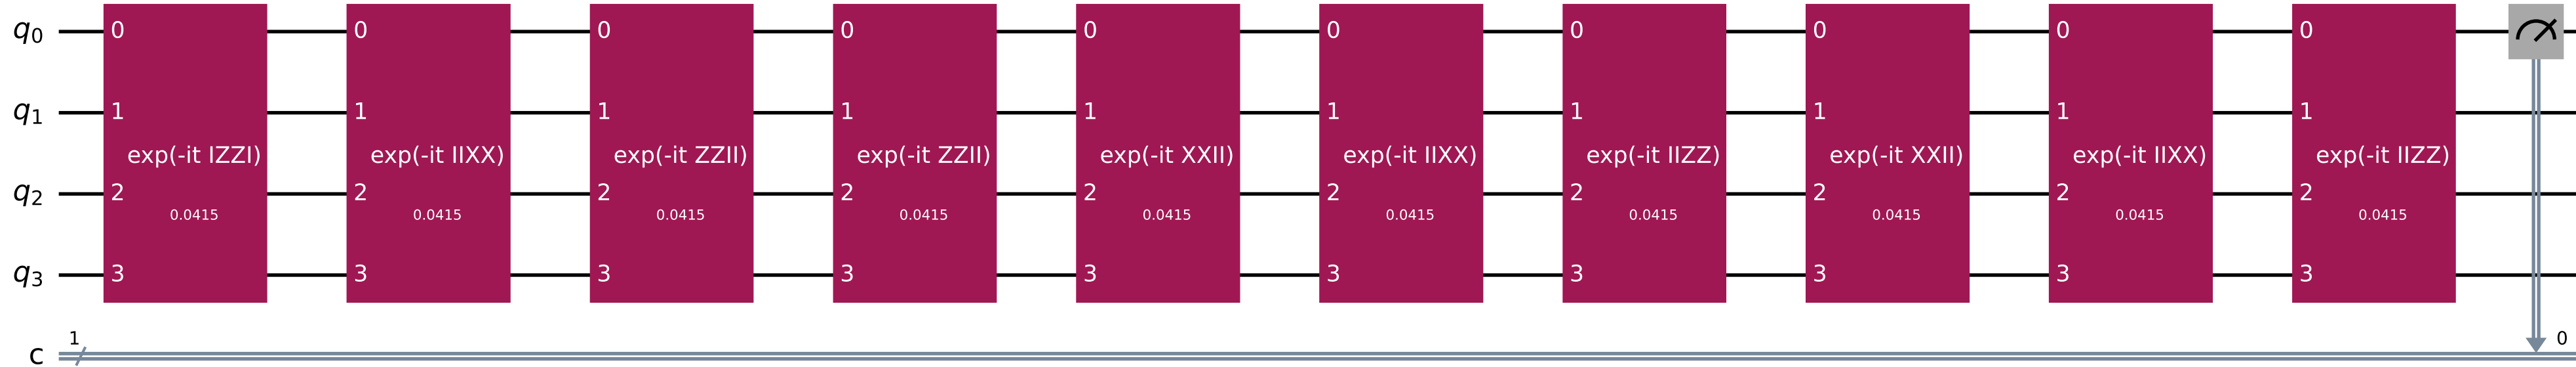 q0 0 0 0 0 0 0 0 0 0 0
q1 1 1 1 1 1 1 1 1 1 1
exp(-it IZZI) exp(-it IIXX) exp(-it ZZII) exp(-it ZZII) exp(-it XXII) exp(-it IIXX) exp(-it IIZZ) exp(-it XXII) exp(-it IIXX) exp(-it IIZZ)
q2 2 2 2 2 2 2 2 2 2 2
0.0415 0.0415 0.0415 0.0415 0.0415 0.0415 0.0415 0.0415 0.0415 0.0415
q3 3 3 3 3 3 3 3 3 3 3
1 0
c